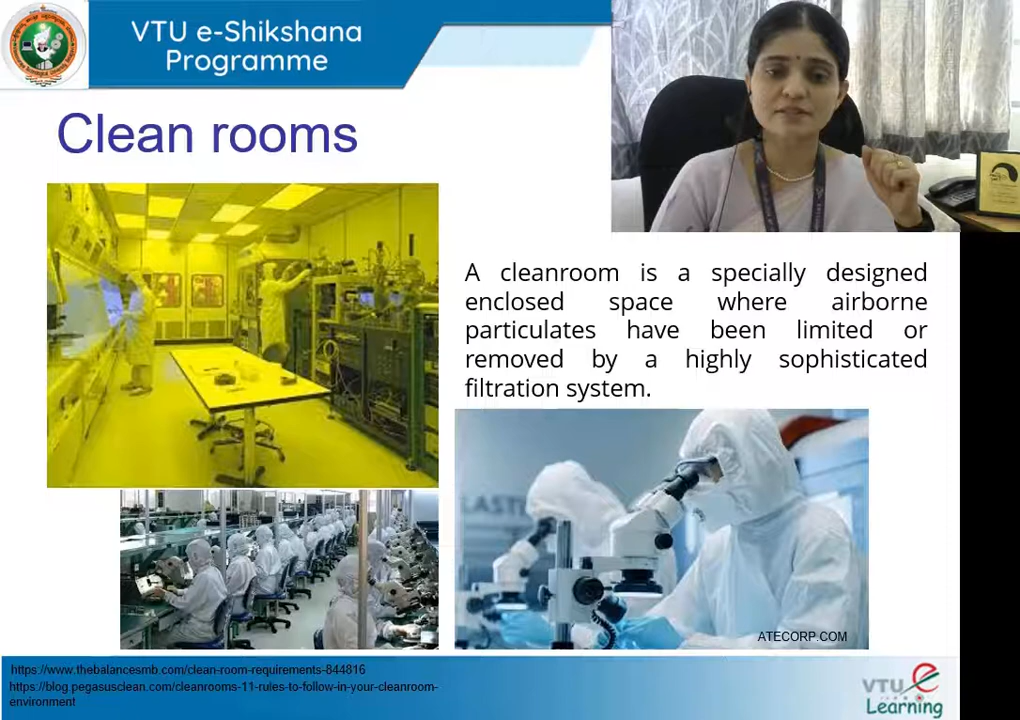 VTU e-Shikshana
Programme
Clean rooms
A cleanroom is a specially designed
enclosed space where airborne
particulates have been limited or
removed by a highly sophisticated
filtration system.
ATECORP.COM
https://www.thebalancesmb.com/clean-room-requirements-844816
https://blog.pegasusclean.com/cleanrooms-11-rules-to-follow-in-your-cleanroom-
environment
VTU e
Learning